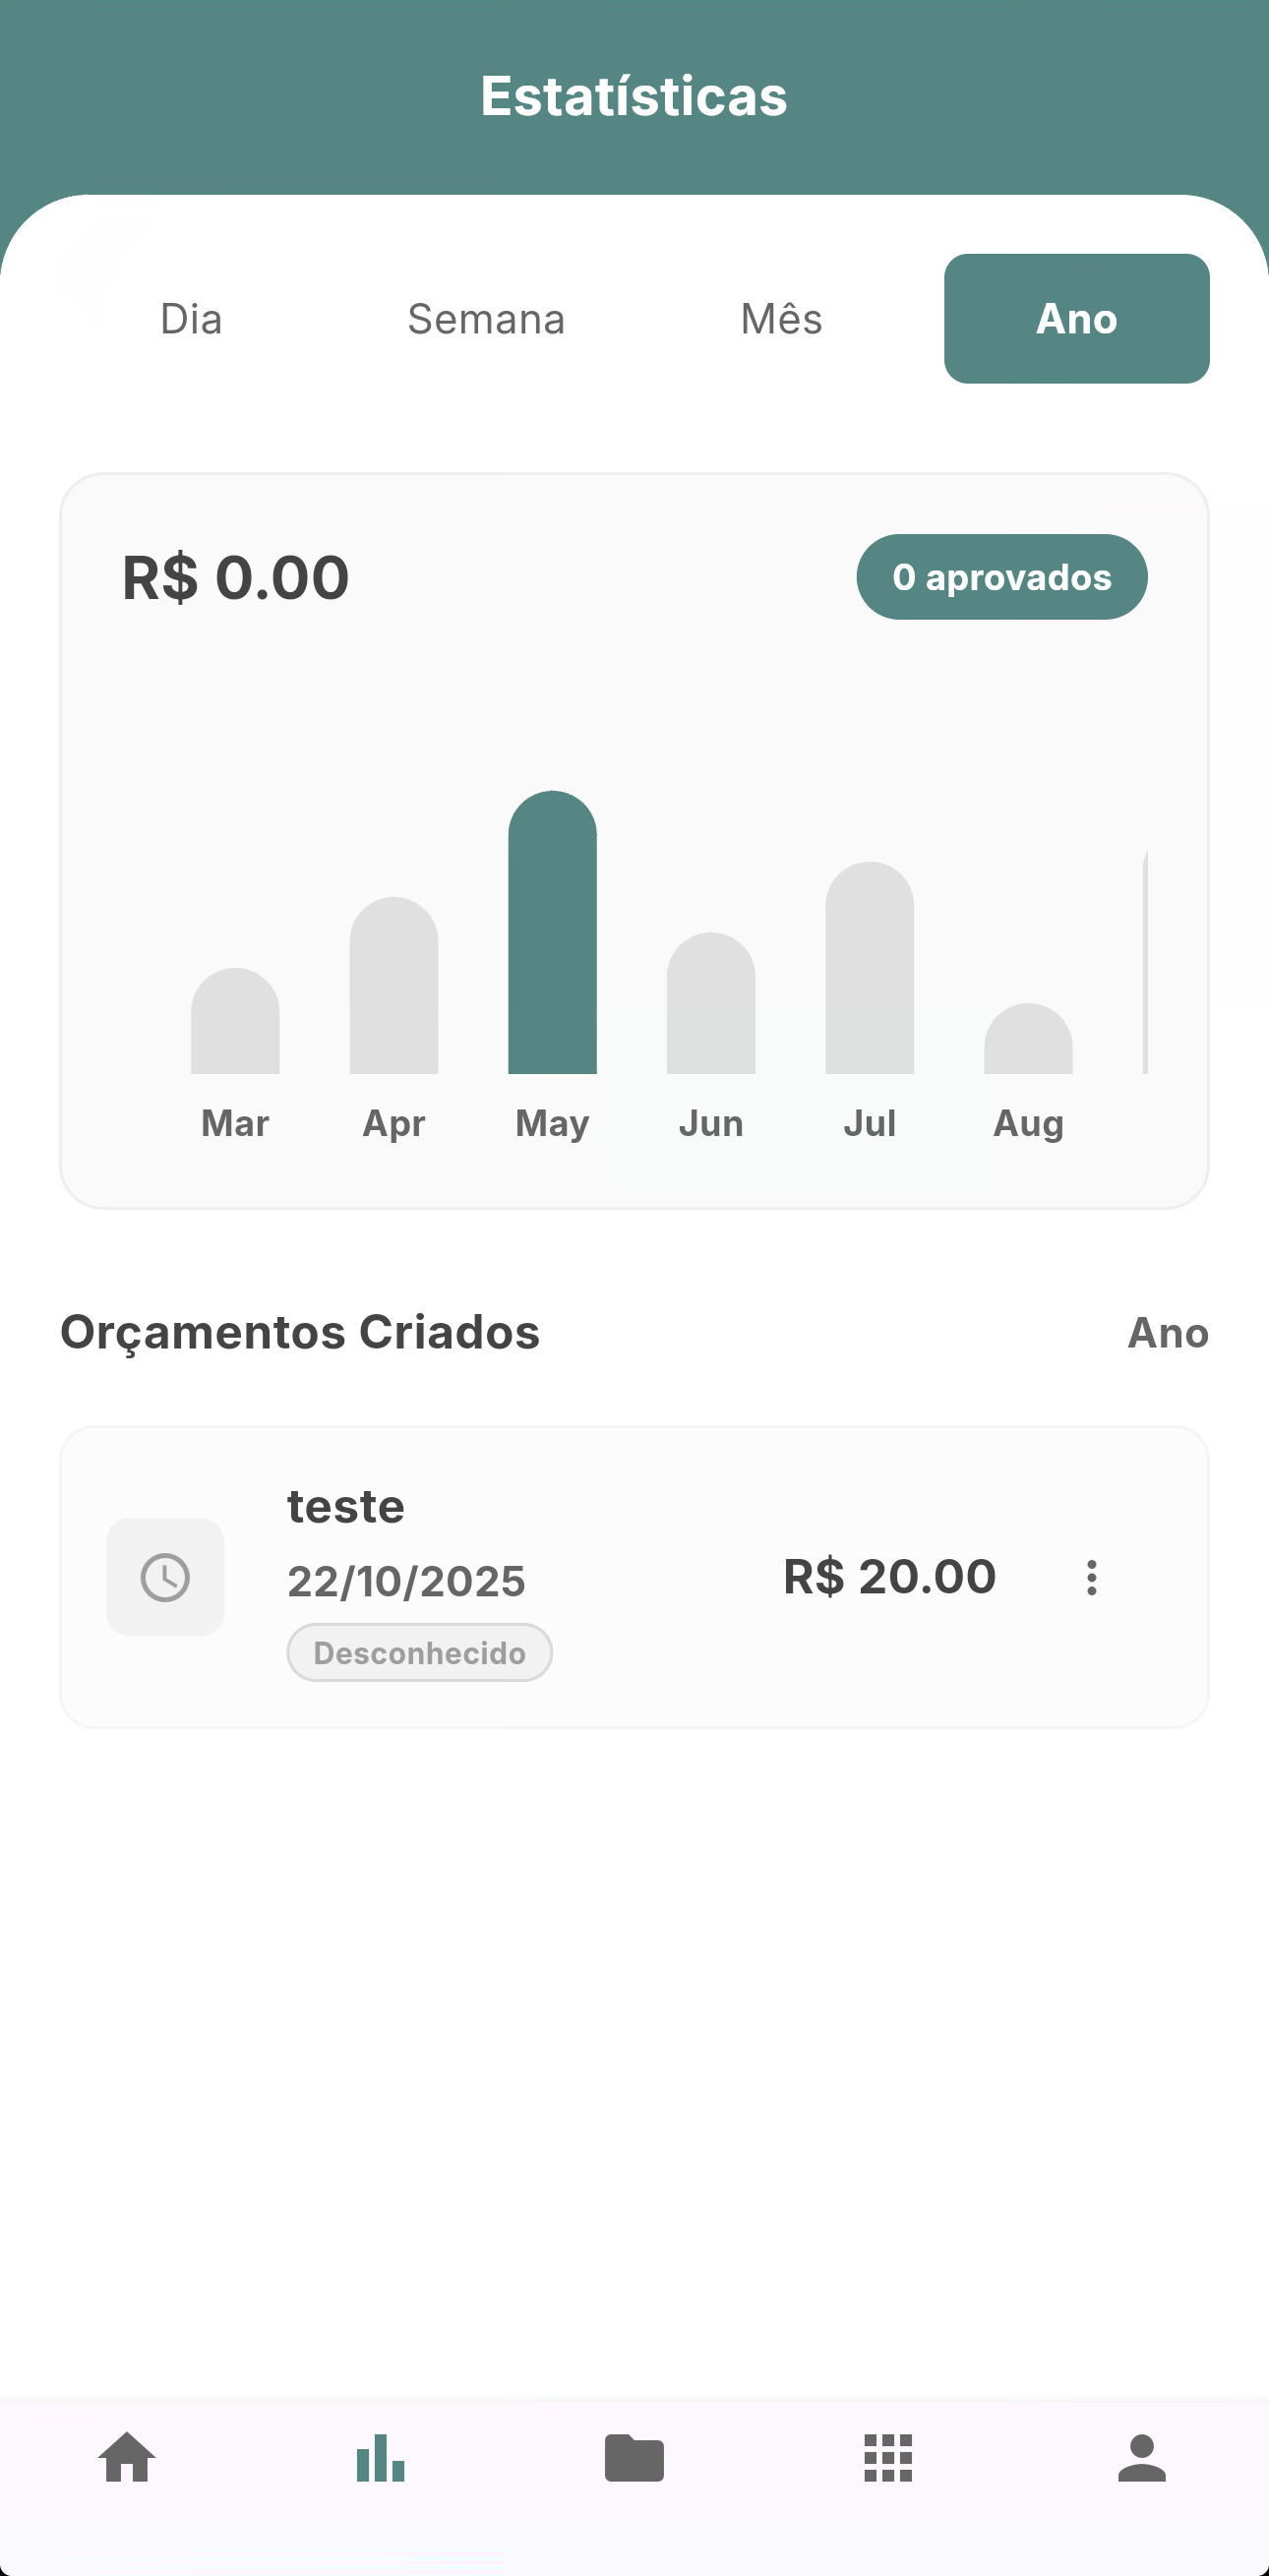 Estatísticas
Dia Semana Mês Ano
R$ 0.00 0 aprovados
Mar Apr May Jun Jul Aug
Orçamentos Criados Ano
teste
22/10/2025
R$ 20.00
Desconhecido